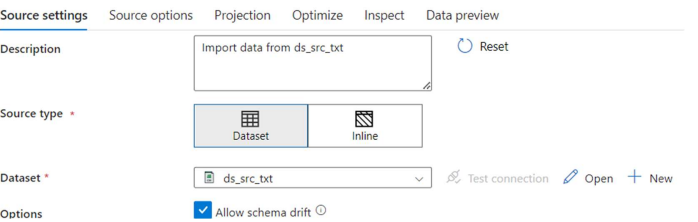 Source settings Source options Projection Optimize Inspect Data preview
Description Import data from ds_src_txt Reset
Source type *
Dataset Inline
Dataset * ds_src_txt Test connection Open New
Options Allow schema drift